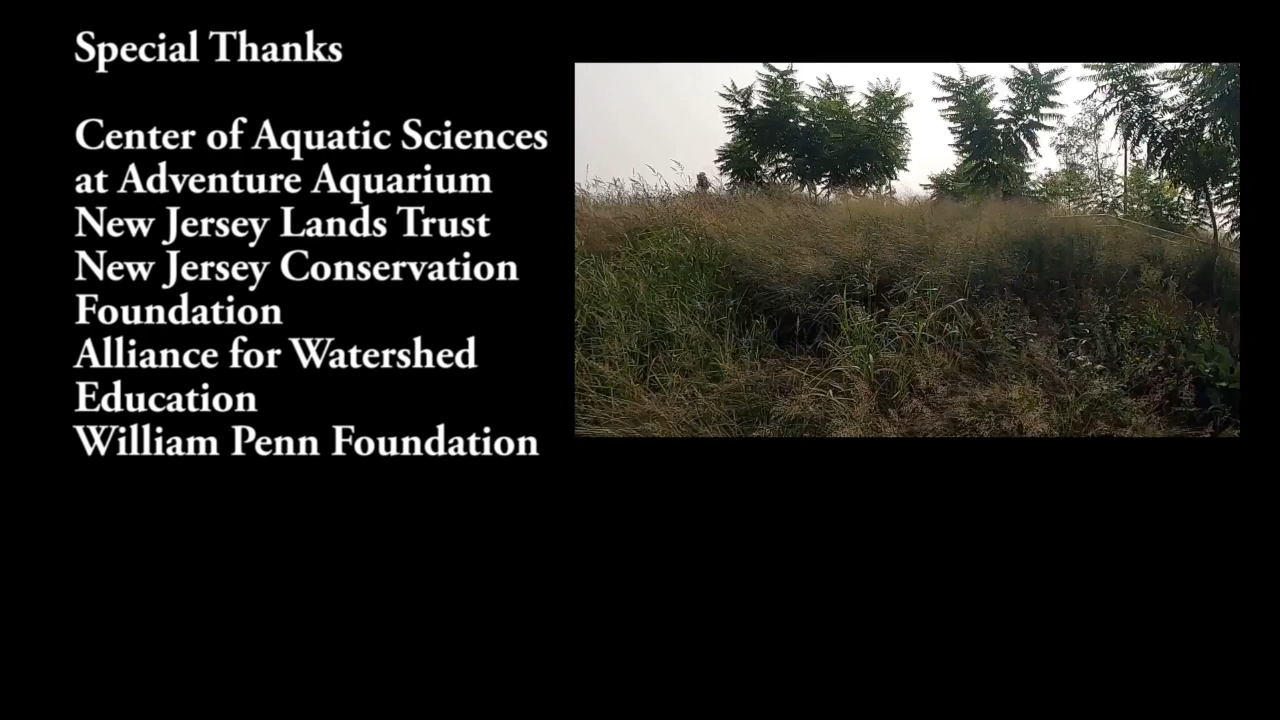 Special Thanks
Center of Aquatic Sciences
at Adventure Aquarium
New Jersey Lands Trust
New Jersey Conservation
Foundation
Alliance for Watershed
Education
William Penn Foundation